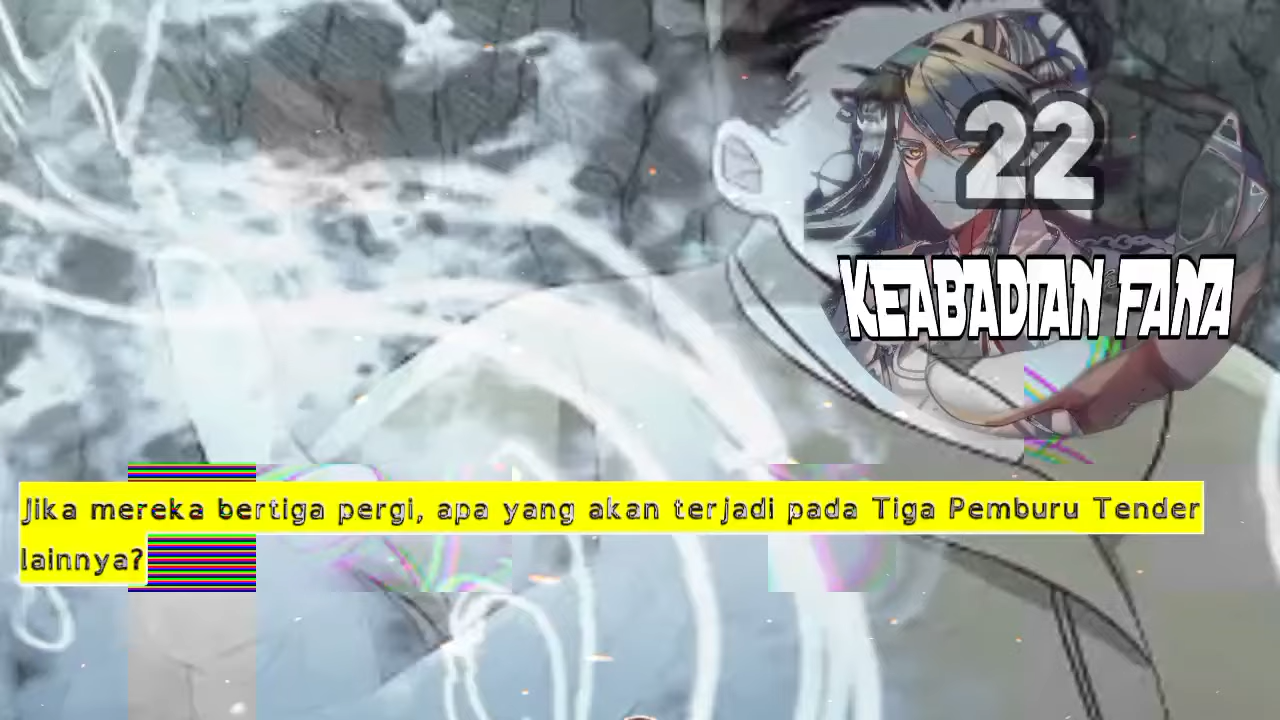 22
KEABADIAN FANA
Jika mereka bertiga pergi, apa yang akan terjadi pada Tiga Pemburu Tender
lainnya?